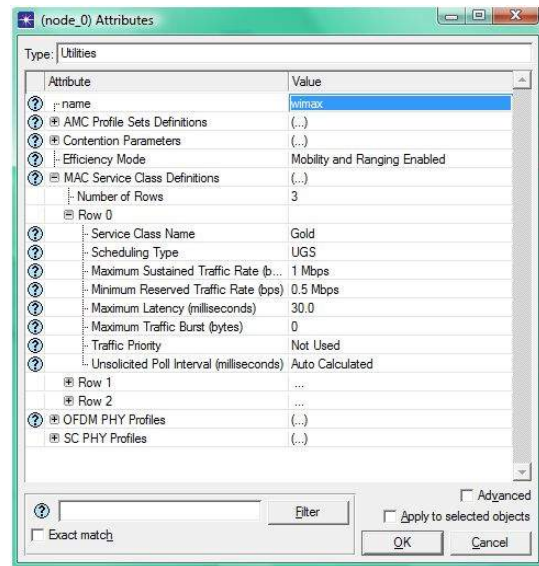 (node_0) Attributes
Type: Utilities
Attribute Value
name wimax
AMC Profile Sets Definitions (...)
Contention Parameters (...)
Efficiency Mode Mobility and Ranging Enabled
MAC Service Class Definitions (...)
Number of Rows 3
Row 0
Service Class Name Gold
Scheduling Type UGS
Maximum Sustained Traffic Rate (b... 1 Mbps
Minimum Reserved Traffic Rate (bps) 0.5 Mbps
Maximum Latency (milliseconds) 30.0
Maximum Traffic Burst (bytes) 0
Traffic Priority Not Used
Unsolicited Poll Interval (milliseconds) Auto Calculated
Row 1 ...
Row 2 ...
OFDM PHY Profiles (...)
SC PHY Profiles (...)
Advanced
Filter
Apply to selected objects
Exact match
OK Cancel